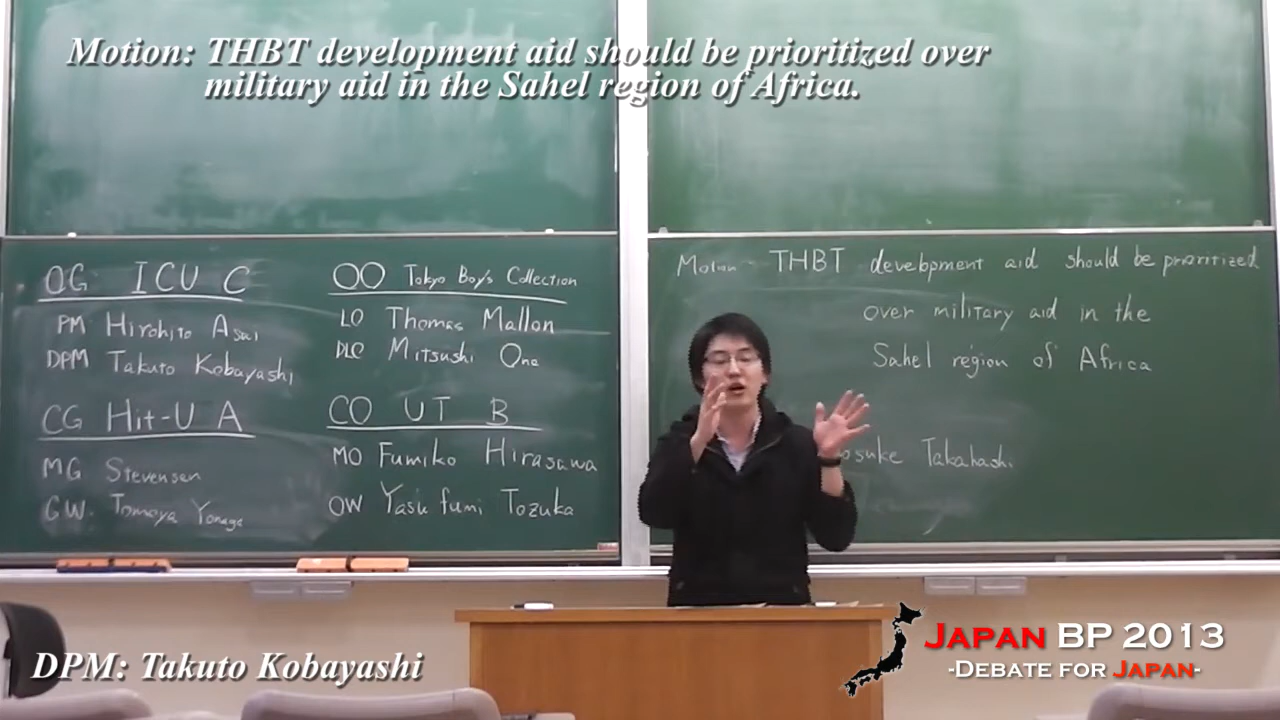 Motion: THBT development aid should be prioritized over
military aid in the Sahel region of Africa.
OG ICU C
PM Hirohito Asai
DPM Takuto Kobayashi
OO Tokyo Boy's Collection
LO Thomas Mallon
DLO Mitsushi Ono
CG Hit-U A
MG Stevensen
GW. Tomoya Yonaga
CO UT B
MO Fumiko Hirasawa
OW Yasufumi Tozuka
Motion THBT development aid should be prioritized
over military aid in the
Sahel region of Africa
osuke Takahashi
DPM: Takuto Kobayashi
JAPAN BP 2013
-DEBATE FOR JAPAN-